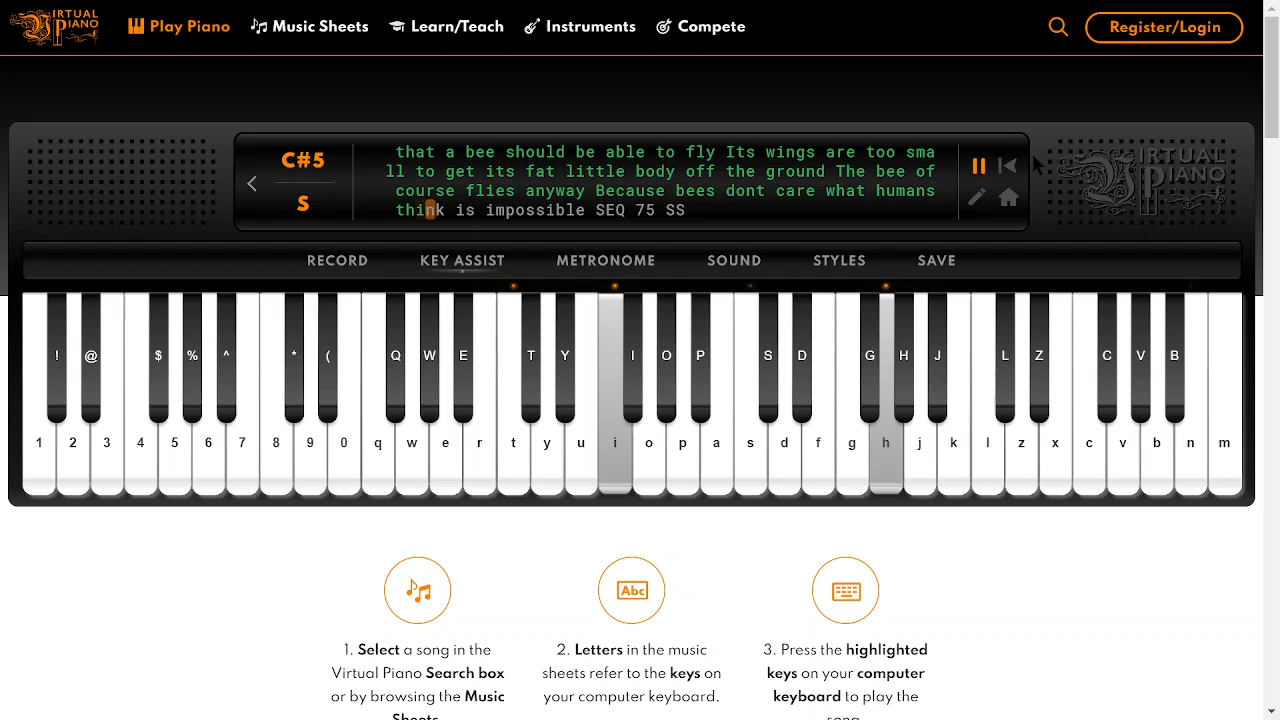 VIRTUAL PIANO
Play Piano
Music Sheets
Learn/Teach
Instruments
Compete
Register/Login
C#5
S
that a bee should be able to fly Its wings are too sma
ll to get its fat little body off the ground The bee of
course flies anyway Because bees dont care what humans
think is impossible SEQ 75 SS
VIRTUAL PIANO
RECORD
KEY ASSIST
METRONOME
SOUND
STYLES
SAVE
! @ $ % ^ * ( Q W E T Y I O P S D G H J L Z C V B
1 2 3 4 5 6 7 8 9 0 q w e r t y u i o p a s d f g h j k l z x c v b n m
Abc
1. Select a song in the
Virtual Piano Search box
or by browsing the Music
Sheets
2. Letters in the music
sheets refer to the keys on
your computer keyboard.
3. Press the highlighted
keys on your computer
keyboard to play the
song